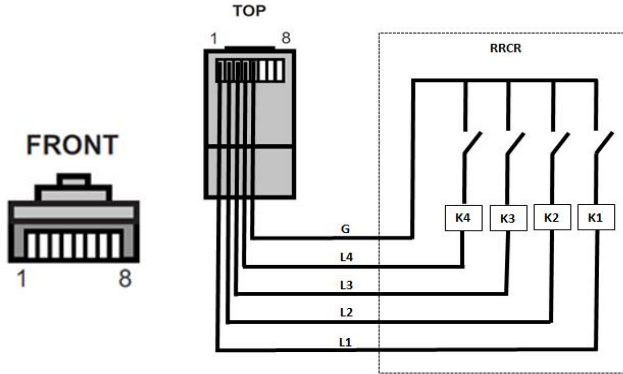 TOP
1 8
RRCR
FRONT
1 8
K4 K3 K2 K1
G
L4
L3
L2
L1